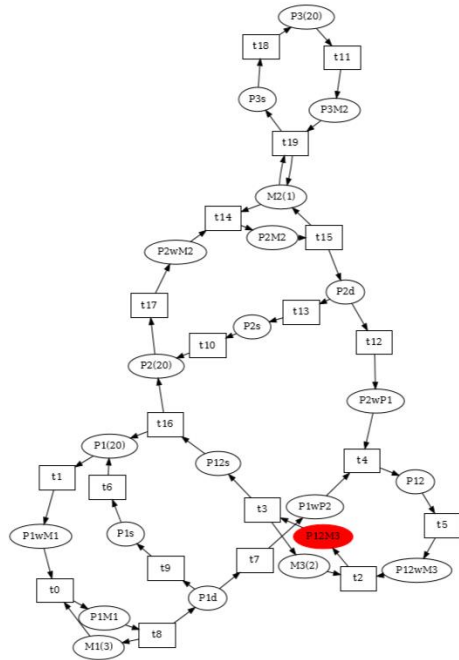 P3(20)
t18
t11
P3s
P3M2
t19
M2(1)
t14
P2M2
t15
P2wM2
P2d
t17
t13
P2s
t10
t12
P2(20)
P2wP1
t16
P1(20)
t4
P12s
t1
P12
t6
P1wP2
t3
t5
P1wM1
P1s
P12M3
t7
t9
M3(2)
t2
P12wM3
t0
P1d
P1M1
t8
M1(3)